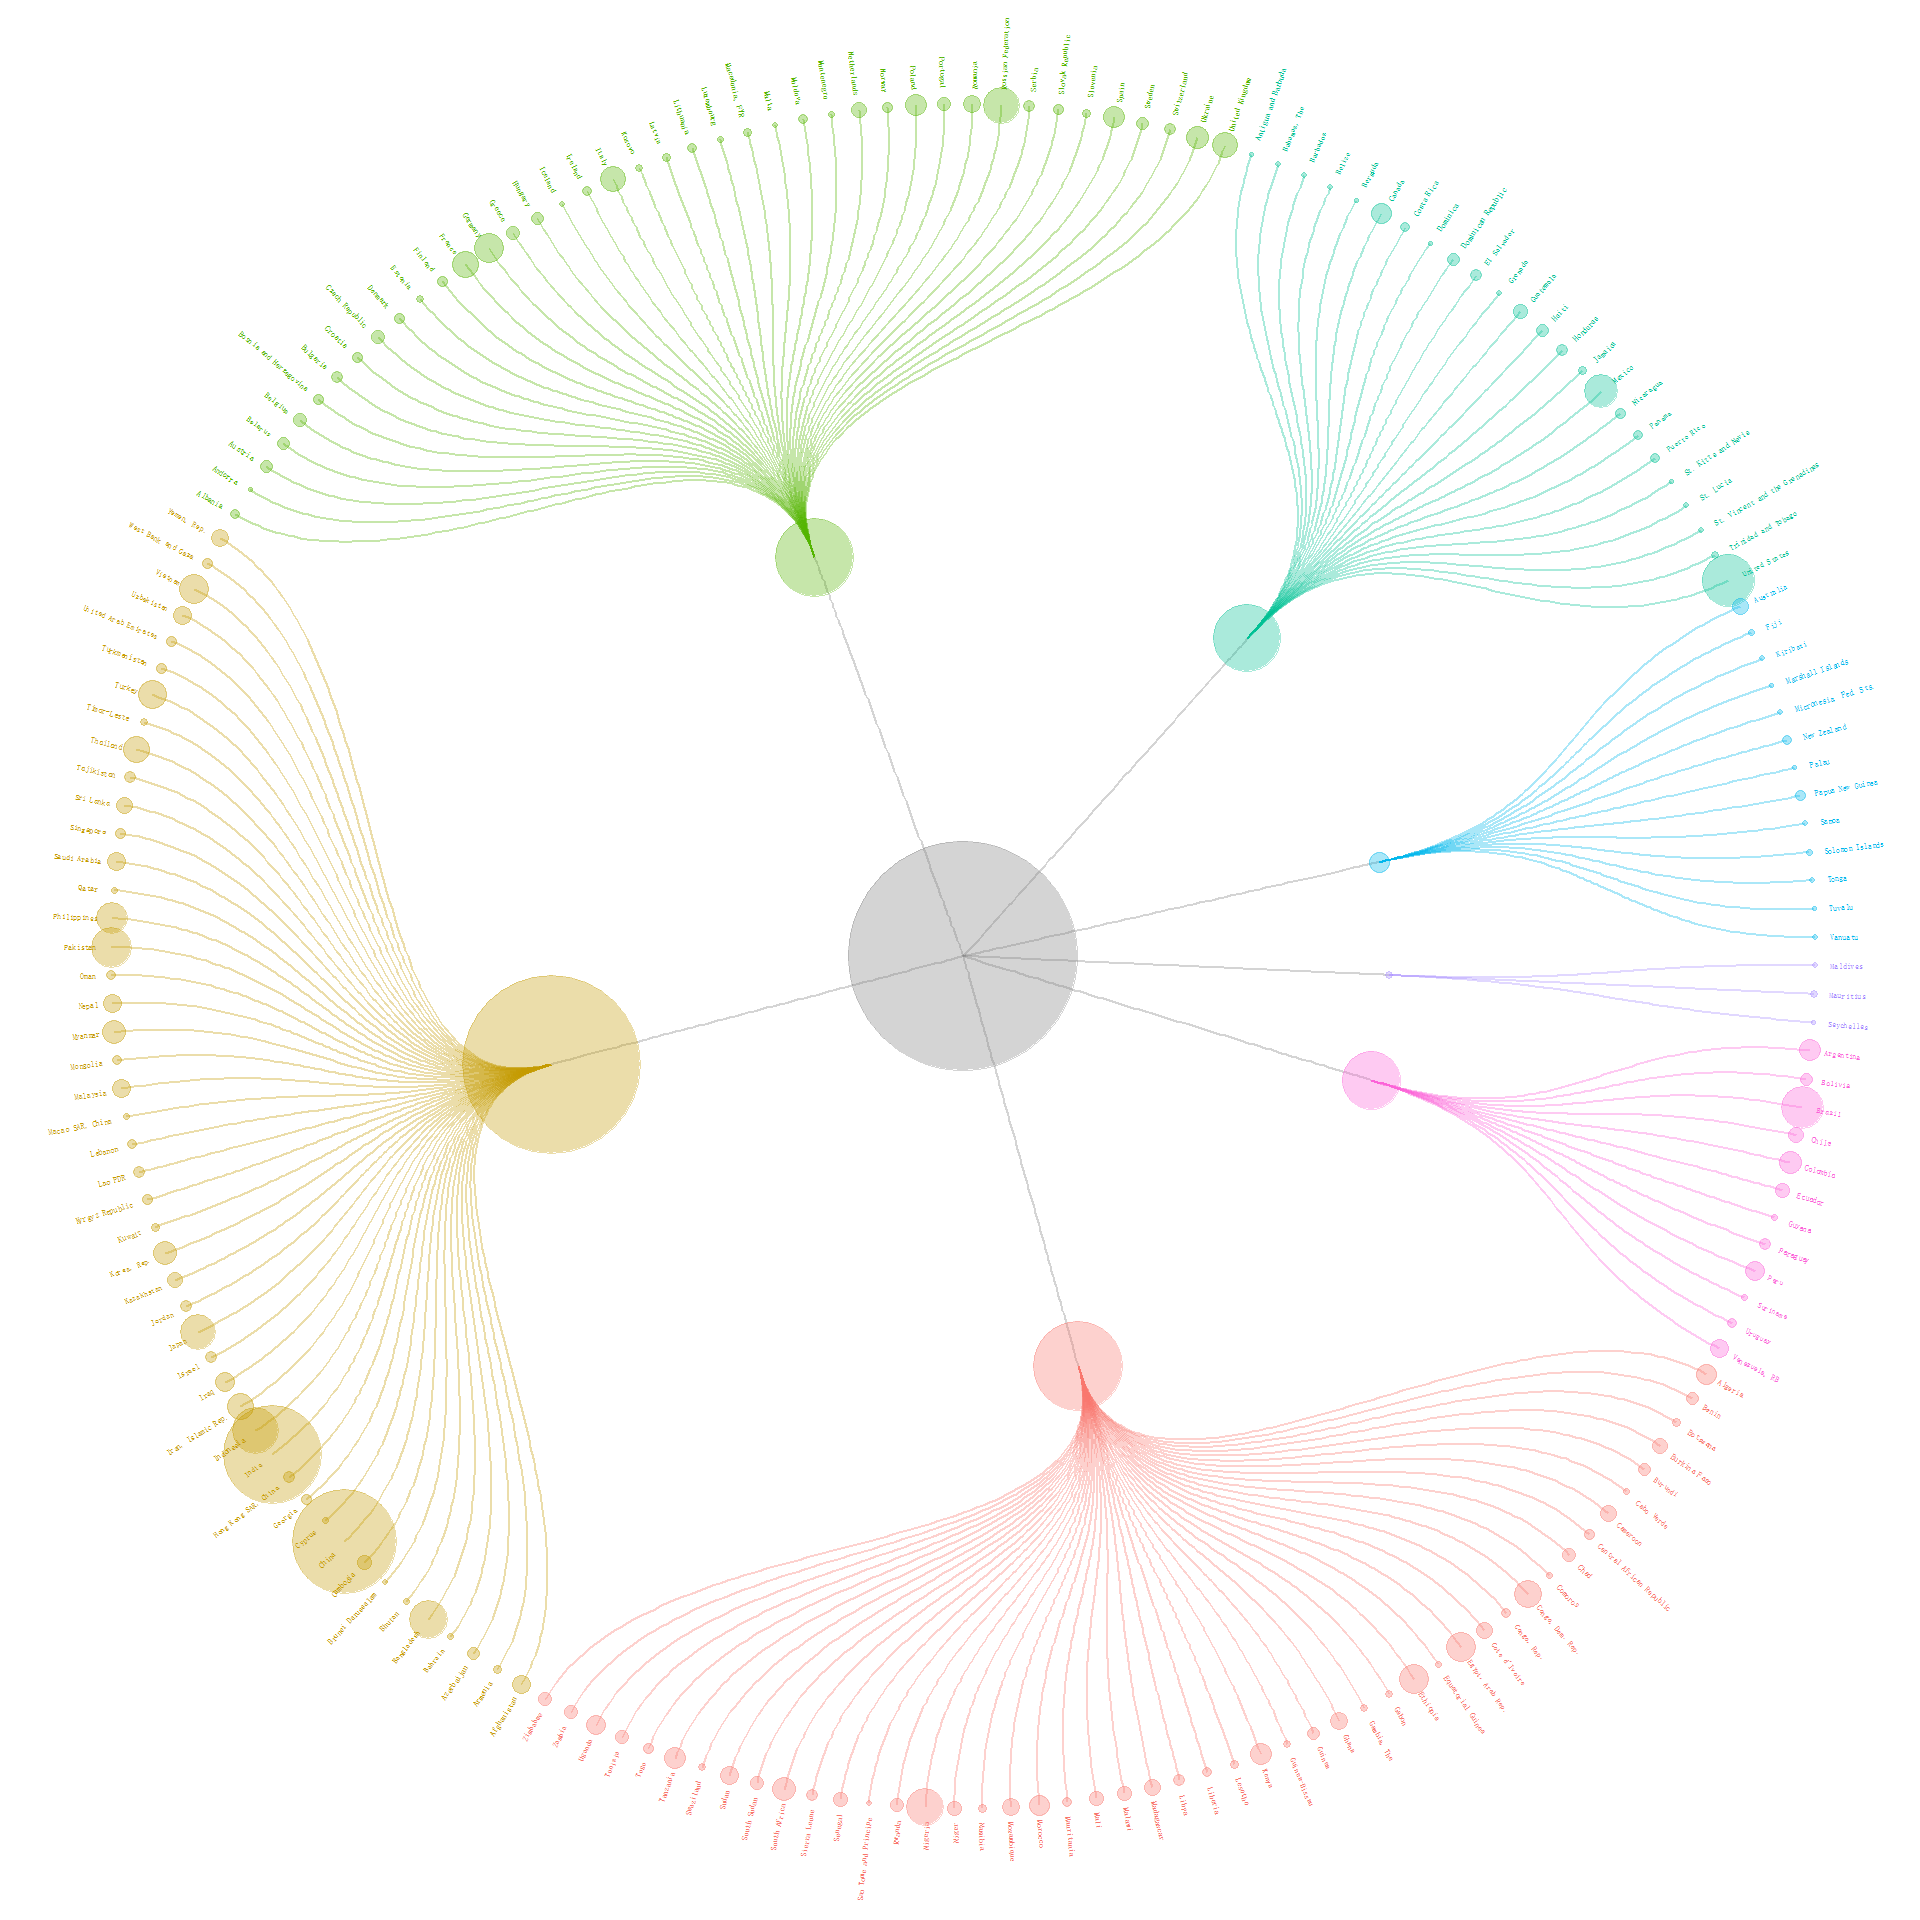 Albania
Andorra
Austria
Belarus
Belgium
Bosnia and Herzegovina
Bulgaria
Croatia
Czech Republic
Denmark
Estonia
Finland
France
Germany
Greece
Hungary
Iceland
Ireland
Italy
Kosovo
Latvia
Lithuania
Luxembourg
Macedonia, FYR
Malta
Moldova
Montenegro
Netherlands
Norway
Poland
Portugal
Romania
Russian Federation
Serbia
Slovak Republic
Slovenia
Spain
Sweden
Switzerland
Ukraine
United Kingdom
Antigua and Barbuda
Bahamas, The
Barbados
Belize
Bermuda
Canada
Costa Rica
Dominica
Dominican Republic
El Salvador
Grenada
Guatemala
Haiti
Honduras
Jamaica
Mexico
Nicaragua
Panama
Puerto Rico
St. Kitts and Nevis
St. Lucia
St. Vincent and the Grenadines
Trinidad and Tobago
United States
Australia
Fiji
Kiribati
Marshall Islands
Micronesia, Fed. Sts.
New Zealand
Palau
Papua New Guinea
Samoa
Solomon Islands
Tonga
Tuvalu
Vanuatu
Maldives
Mauritius
Seychelles
Argentina
Bolivia
Brazil
Chile
Colombia
Ecuador
Guyana
Paraguay
Peru
Suriname
Uruguay
Venezuela, RB
Algeria
Benin
Botswana
Burkina Faso
Burundi
Cabo Verde
Cameroon
Central African Republic
Chad
Comoros
Congo, Dem. Rep.
Congo, Rep.
Cote d'Ivoire
Egypt, Arab Rep.
Equatorial Guinea
Ethiopia
Gabon
Gambia, The
Ghana
Guinea
Guinea-Bissau
Kenya
Lesotho
Liberia
Libya
Madagascar
Malawi
Mali
Mauritania
Morocco
Mozambique
Namibia
Niger
Nigeria
Rwanda
Sao Tome and Principe
Senegal
Sierra Leone
South Africa
South Sudan
Sudan
Swaziland
Tanzania
Togo
Tunisia
Uganda
Zambia
Zimbabwe
Afghanistan
Armenia
Azerbaijan
Bahrain
Bangladesh
Bhutan
Brunei Darussalam
Cambodia
China
Cyprus
Georgia
Hong Kong SAR, China
India
Indonesia
Iran, Islamic Rep.
Iraq
Israel
Japan
Jordan
Kazakhstan
Korea, Rep.
Kuwait
Kyrgyz Republic
Lao PDR
Lebanon
Macao SAR, China
Malaysia
Mongolia
Myanmar
Nepal
Oman
Pakistan
Philippines
Qatar
Saudi Arabia
Singapore
Sri Lanka
Tajikistan
Thailand
Timor-Leste
Turkey
Turkmenistan
United Arab Emirates
Uzbekistan
Vietnam
West Bank and Gaza
Yemen, Rep.